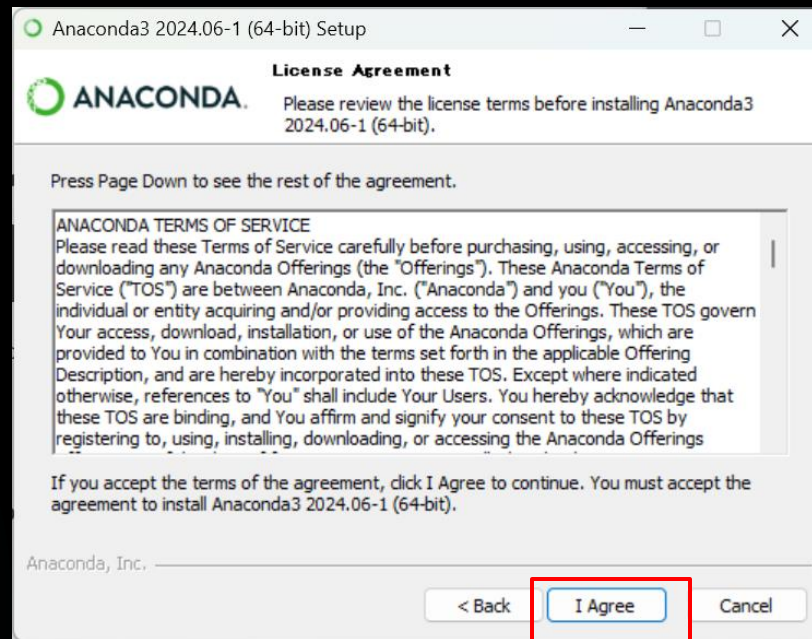 Anaconda3 2024.06-1 (64-bit) Setup
License Agreement
ANACONDA.
Please review the license terms before installing Anaconda3
2024.06-1 (64-bit).
Press Page Down to see the rest of the agreement.
ANACONDA TERMS OF SERVICE
Please read these Terms of Service carefully before purchasing, using, accessing, or
downloading any Anaconda Offerings (the "Offerings"). These Anaconda Terms of
Service ("TOS") are between Anaconda, Inc. ("Anaconda") and you ("You"), the
individual or entity acquiring and/or providing access to the Offerings. These TOS govern
Your access, download, installation, or use of the Anaconda Offerings, which are
provided to You in combination with the terms set forth in the applicable Offering
Description, and are hereby incorporated into these TOS. Except where indicated
otherwise, references to "You" shall include Your Users. You hereby acknowledge that
these TOS are binding, and You affirm and signify your consent to these TOS by
registering to, using, installing, downloading, or accessing the Anaconda Offerings
If you accept the terms of the agreement, click I Agree to continue. You must accept the
agreement to install Anaconda3 2024.06-1 (64-bit).
Anaconda, Inc.
< Back
I Agree
Cancel